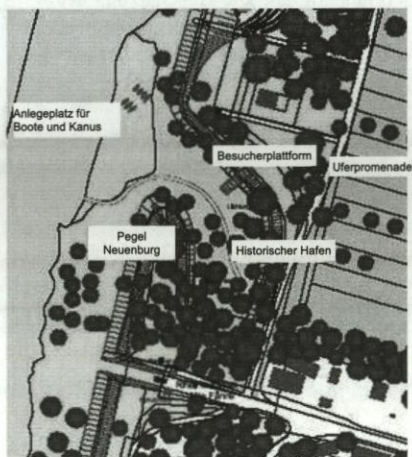 Anlegeplatz für
Boote und Kanus
Besucherplattform
Uferpromenade
Pegel
Neuenburg
Historischer Hafen